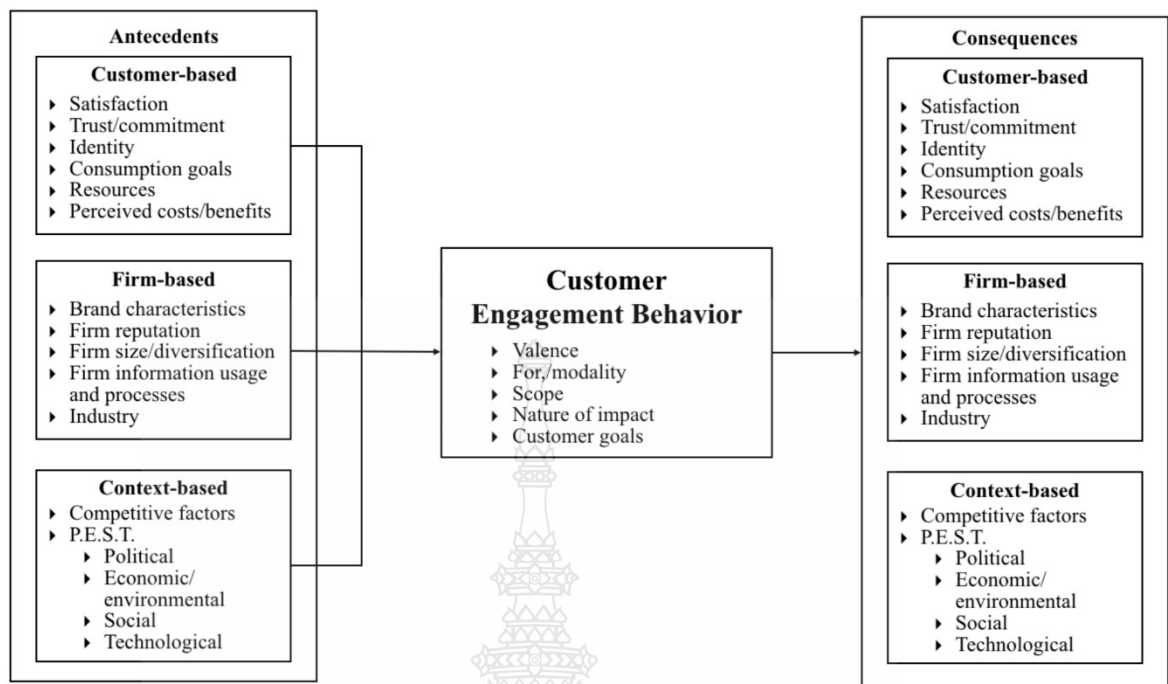 Antecedents
Customer-based
Satisfaction
Trust/commitment
Identity
Consumption goals
Resources
Perceived costs/benefits
Firm-based
Brand characteristics
Firm reputation
Firm size/diversification
Firm information usage
and processes
Industry
Context-based
Competitive factors
P.E.S.T.
Political
Economic/
environmental
Social
Technological
Customer
Engagement Behavior
Valence
For,/modality
Scope
Nature of impact
Customer goals
Consequences
Customer-based
Satisfaction
Trust/commitment
Identity
Consumption goals
Resources
Perceived costs/benefits
Firm-based
Brand characteristics
Firm reputation
Firm size/diversification
Firm information usage
and processes
Industry
Context-based
Competitive factors
P.E.S.T.
Political
Economic/
environmental
Social
Technological